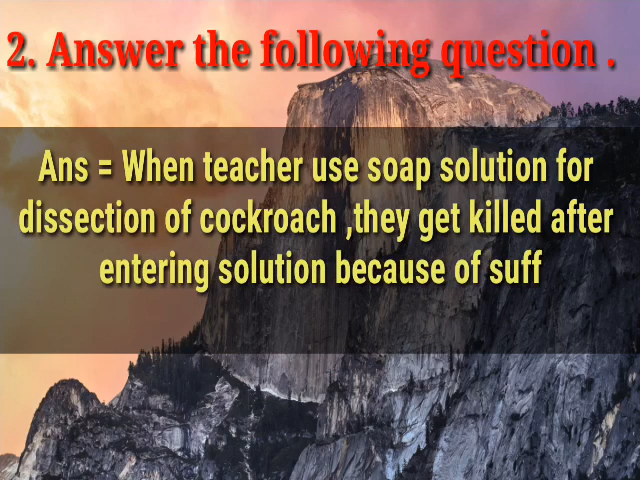 2. Answer the following question .
Ans = When teacher use soap solution for
dissection of cockroach ,they get killed after
entering solution because of suff